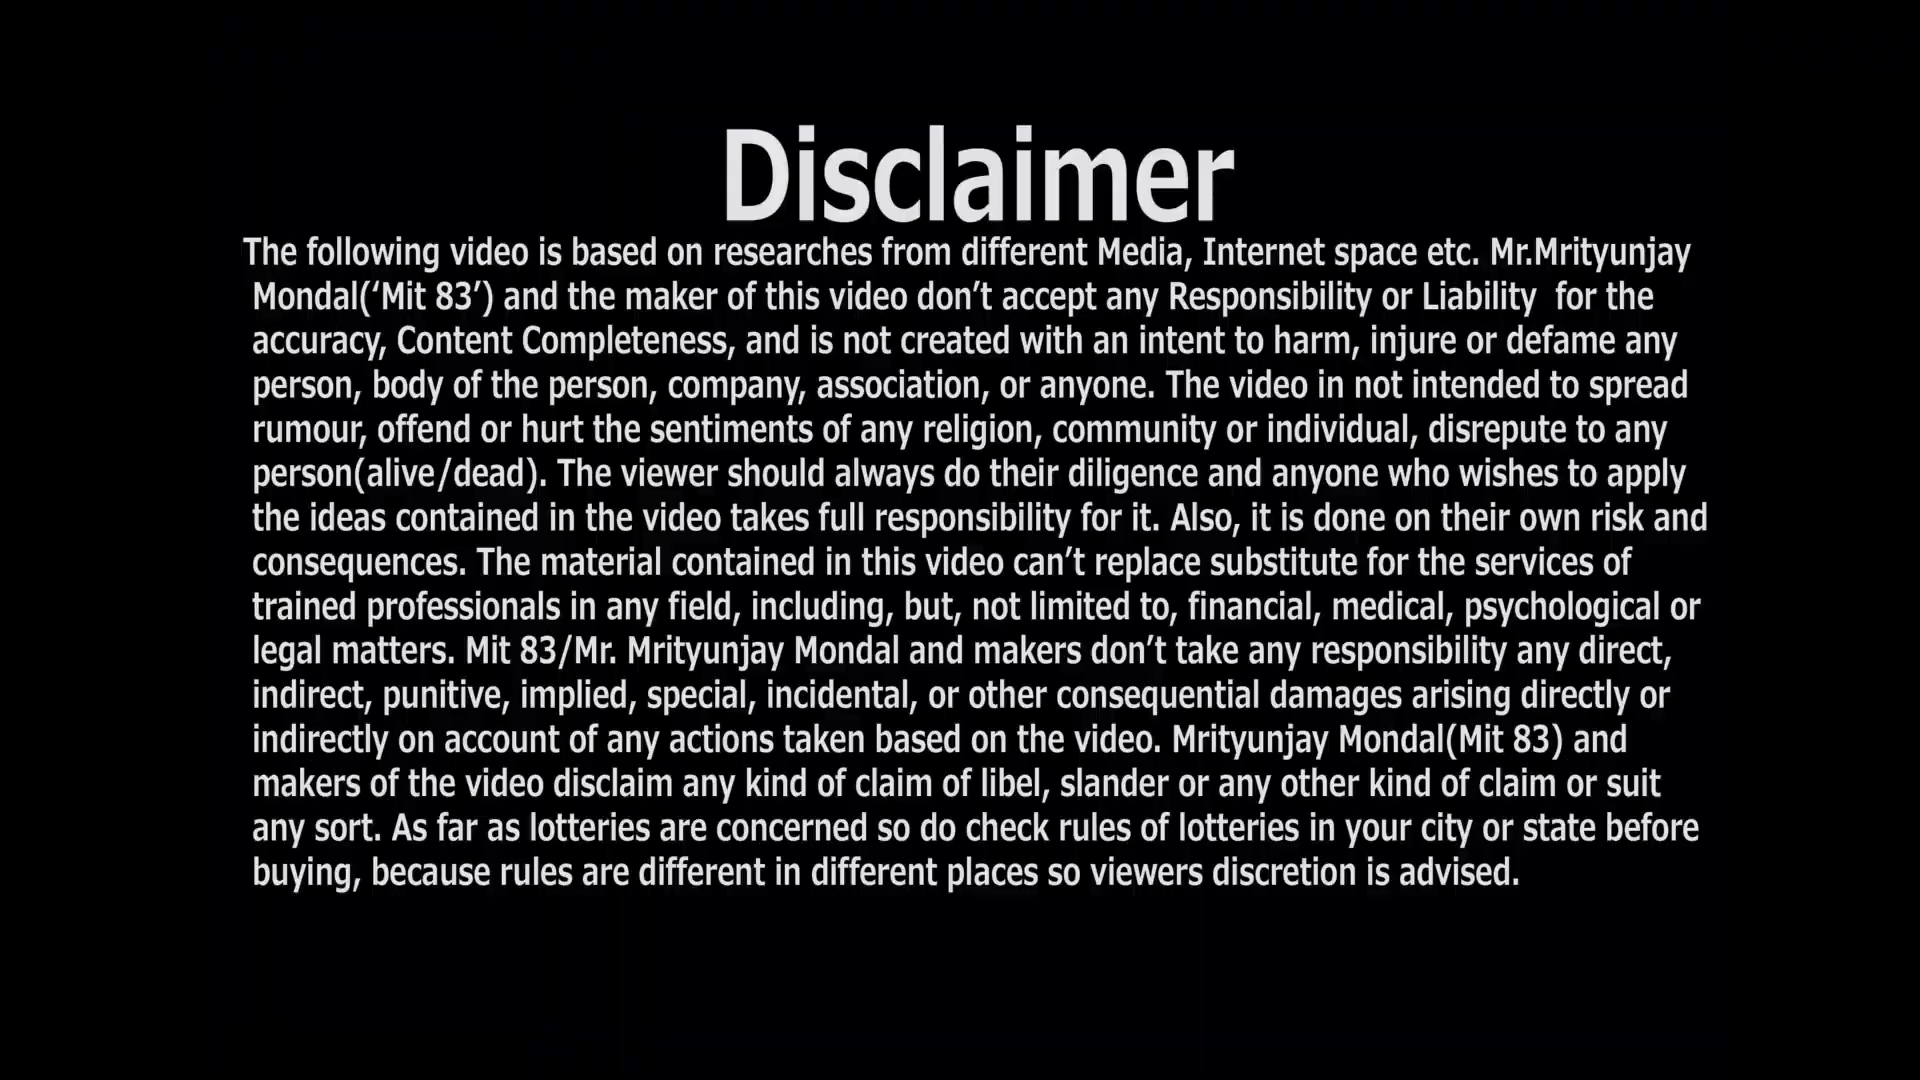 Disclaimer
The following video is based on researches from different Media, Internet space etc. Mr.Mrityunjay
Mondal(‘Mit 83’) and the maker of this video don’t accept any Responsibility or Liability  for the
accuracy, Content Completeness, and is not created with an intent to harm, injure or defame any
person, body of the person, company, association, or anyone. The video in not intended to spread
rumour, offend or hurt the sentiments of any religion, community or individual, disrepute to any
person(alive/dead). The viewer should always do their diligence and anyone who wishes to apply
the ideas contained in the video takes full responsibility for it. Also, it is done on their own risk and
consequences. The material contained in this video can’t replace substitute for the services of
trained professionals in any field, including, but, not limited to, financial, medical, psychological or
legal matters. Mit 83/Mr. Mrityunjay Mondal and makers don’t take any responsibility any direct,
indirect, punitive, implied, special, incidental, or other consequential damages arising directly or
indirectly on account of any actions taken based on the video. Mrityunjay Mondal(Mit 83) and
makers of the video disclaim any kind of claim of libel, slander or any other kind of claim or suit
any sort. As far as lotteries are concerned so do check rules of lotteries in your city or state before
buying, because rules are different in different places so viewers discretion is advised.